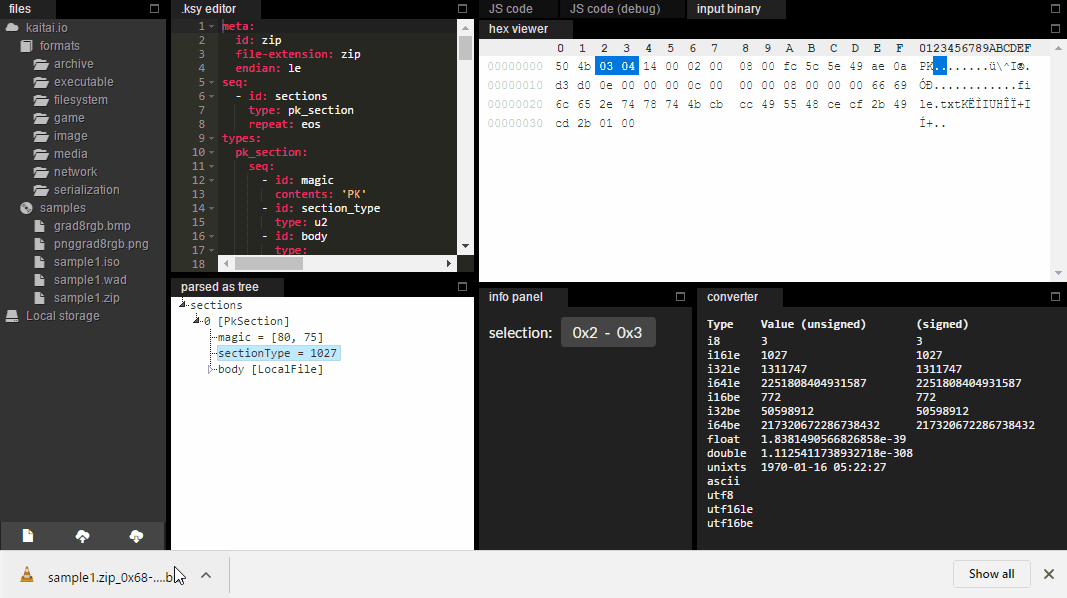 files
kaitai.io
formats
archive
executable
filesystem
game
image
media
network
serialization
samples
grad8rgb.bmp
pnggrad8rgb.png
sample1.iso
sample1.wad
sample1.zip
Local storage
.ksy editor
1 meta:
2 id: zip
3 file-extension: zip
4 endian: le
5 seq:
6 - id: sections
7 type: pk_section
8 repeat: eos
9 types:
10 pk_section:
11 seq:
12 - id: magic
13 contents: 'PK'
14 - id: section_type
15 type: u2
16 - id: body
17 type:
18
parsed as tree
sections
0 [PkSection]
magic = [80, 75]
sectionType = 1027
body [LocalFile]
JS code JS code (debug) input binary
hex viewer
0 1 2 3 4 5 6 7 8 9 A B C D E F 0123456789ABCDEF
00000000 50 4b 03 04 14 00 02 00 08 00 fc 5c 5e 49 ae 0a PK........ü\^I®.
00000010 d3 d0 0e 00 00 00 0c 00 00 00 08 00 00 00 66 69 ÓÐ............fi
00000020 6c 65 2e 74 78 74 4b cb cc 49 55 48 ce cf 2b 49 le.txtKËÌIUHÎÏ+I
00000030 cd 2b 01 00 Í+..
info panel
selection: 0x2 - 0x3
converter
Type Value (unsigned) (signed)
i8 3 3
i16le 1027 1027
i32le 1311747 1311747
i64le 2251808404931587 2251808404931587
i16be 772 772
i32be 50598912 50598912
i64be 217320672286738432 217320672286738432
float 1.8381490566826858e-39
double 1.1125411738932718e-308
unixts 1970-01-16 05:22:27
ascii
utf8
utf16le
utf16be
sample1.zip_0x68-....b
Show all